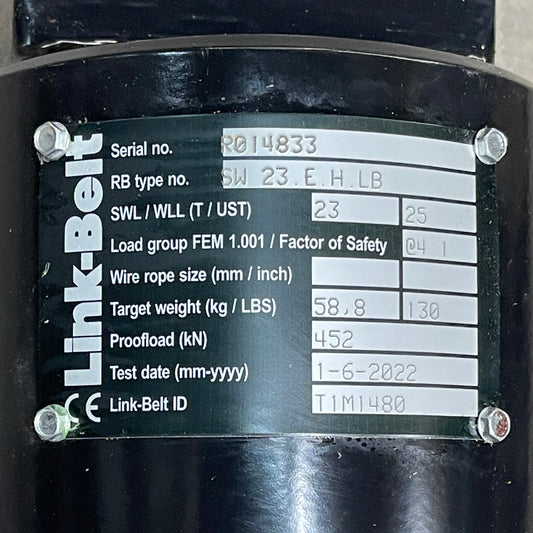 Link-Belt
CE
Serial no. R014833
RB type no. SW 23.E.H.LB
SWL / WLL (T / UST) 23 25
Load group FEM 1.001 / Factor of Safety @4 1
Wire rope size (mm / inch)
Target weight (kg / LBS) 58,8 130
Proofload (kN) 452
Test date (mm-yyyy) 1-6-2022
Link-Belt ID T1M1480